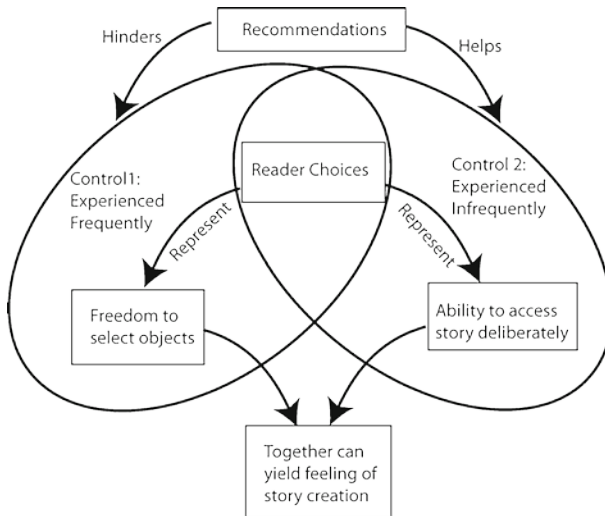 Recommendations
Hinders
Helps
Reader Choices
Control1:
Experienced
Frequently
Control 2:
Experienced
Infrequently
Represent
Represent
Freedom to
select objects
Ability to access
story deliberately
Together can
yield feeling of
story creation